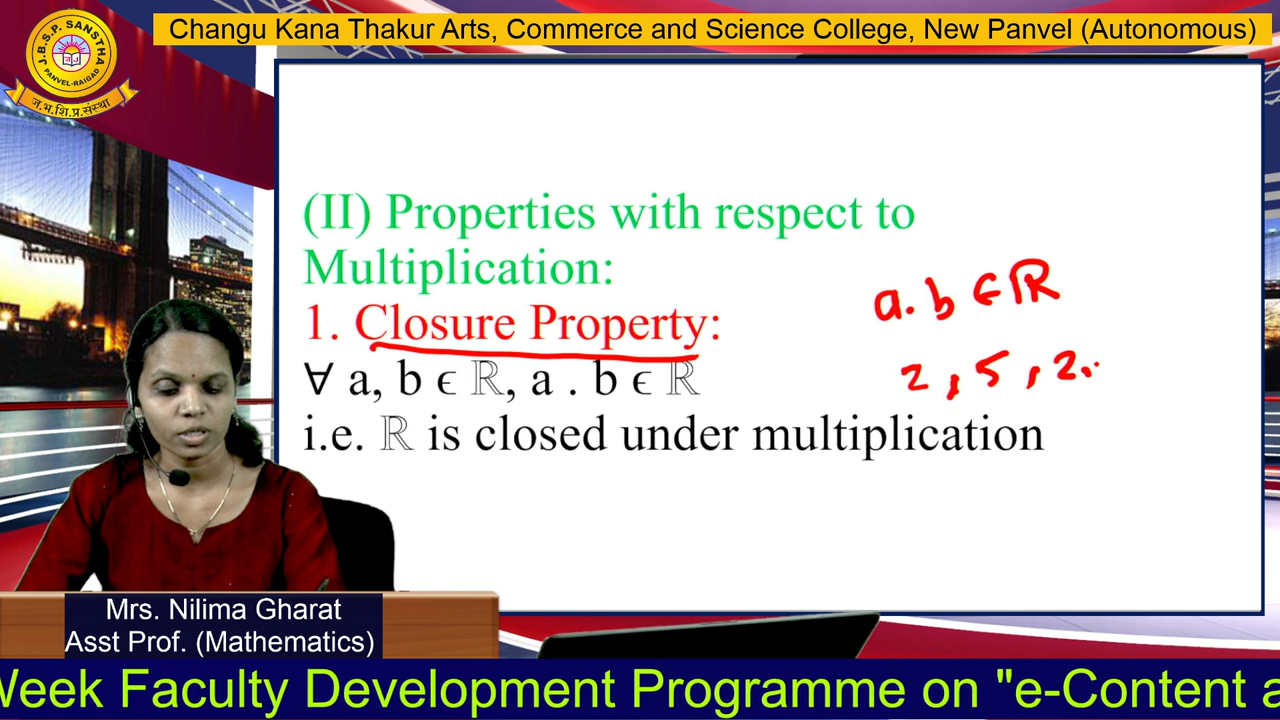 Changu Kana Thakur Arts, Commerce and Science College, New Panvel (Autonomous)
J.B.S.P. SANSTHA
PANVEL-RAIGAD
ज.भ.शि.प्र.संस्था
(II) Properties with respect to
Multiplication:
1. Closure Property:
∀ a, b ϵ ℝ, a . b ϵ ℝ
i.e. ℝ is closed under multiplication
a. b ∈ ℝ
2 , 5 , 2.
Mrs. Nilima Gharat
Asst Prof. (Mathematics)
Week Faculty Development Programme on "e-Content a